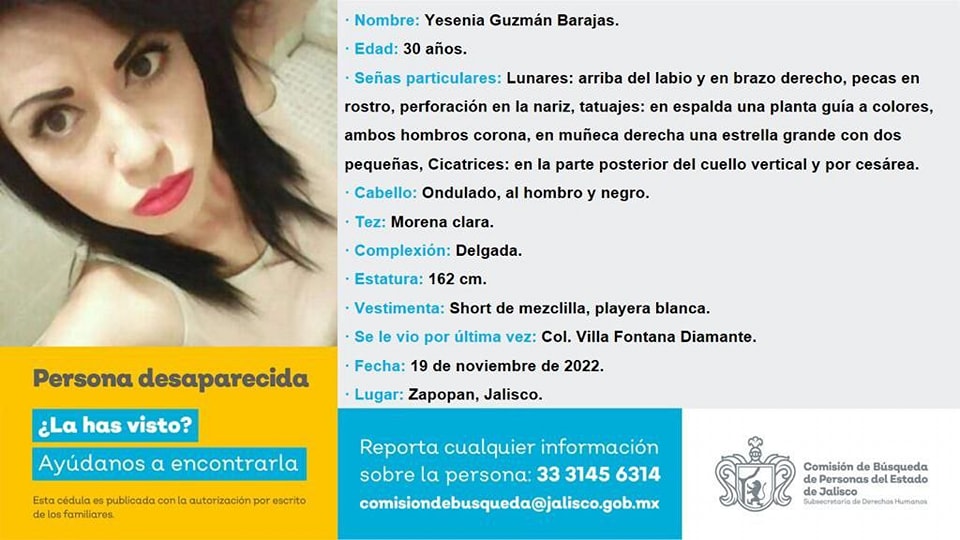 · Nombre: Yesenia Guzmán Barajas.
· Edad: 30 años.
· Señas particulares: Lunares: arriba del labio y en brazo derecho, pecas en
rostro, perforación en la nariz, tatuajes: en espalda una planta guía a colores,
ambos hombros corona, en muñeca derecha una estrella grande con dos
pequeñas, Cicatrices: en la parte posterior del cuello vertical y por cesárea.
· Cabello: Ondulado, al hombro y negro.
· Tez: Morena clara.
· Complexión: Delgada.
· Estatura: 162 cm.
· Vestimenta: Short de mezclilla, playera blanca.
· Se le vio por última vez: Col. Villa Fontana Diamante.
· Fecha: 19 de noviembre de 2022.
· Lugar: Zapopan, Jalisco.
Persona desaparecida
¿La has visto?
Ayúdanos a encontrarla
Esta cédula es publicada con la autorización por escrito
de los familiares.
Reporta cualquier información
sobre la persona: 33 3145 6314
comisiondebusqueda@jalisco.gob.mx
Comisión de Búsqueda
de Personas del Estado
de Jalisco
Subsecretaría de Derechos Humanos